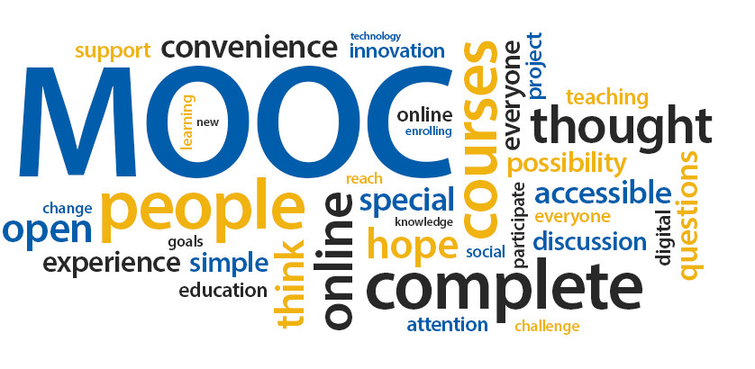 support
convenience
technology
innovation
MOOC
learning
new
online
enrolling
courses
everyone
project
teaching
thought
possibility
reach
people
change
open
goals
experience
simple
education
think
online
special
knowledge
hope
social
participate
accessible
everyone
discussion
digital
questions
complete
attention
challenge